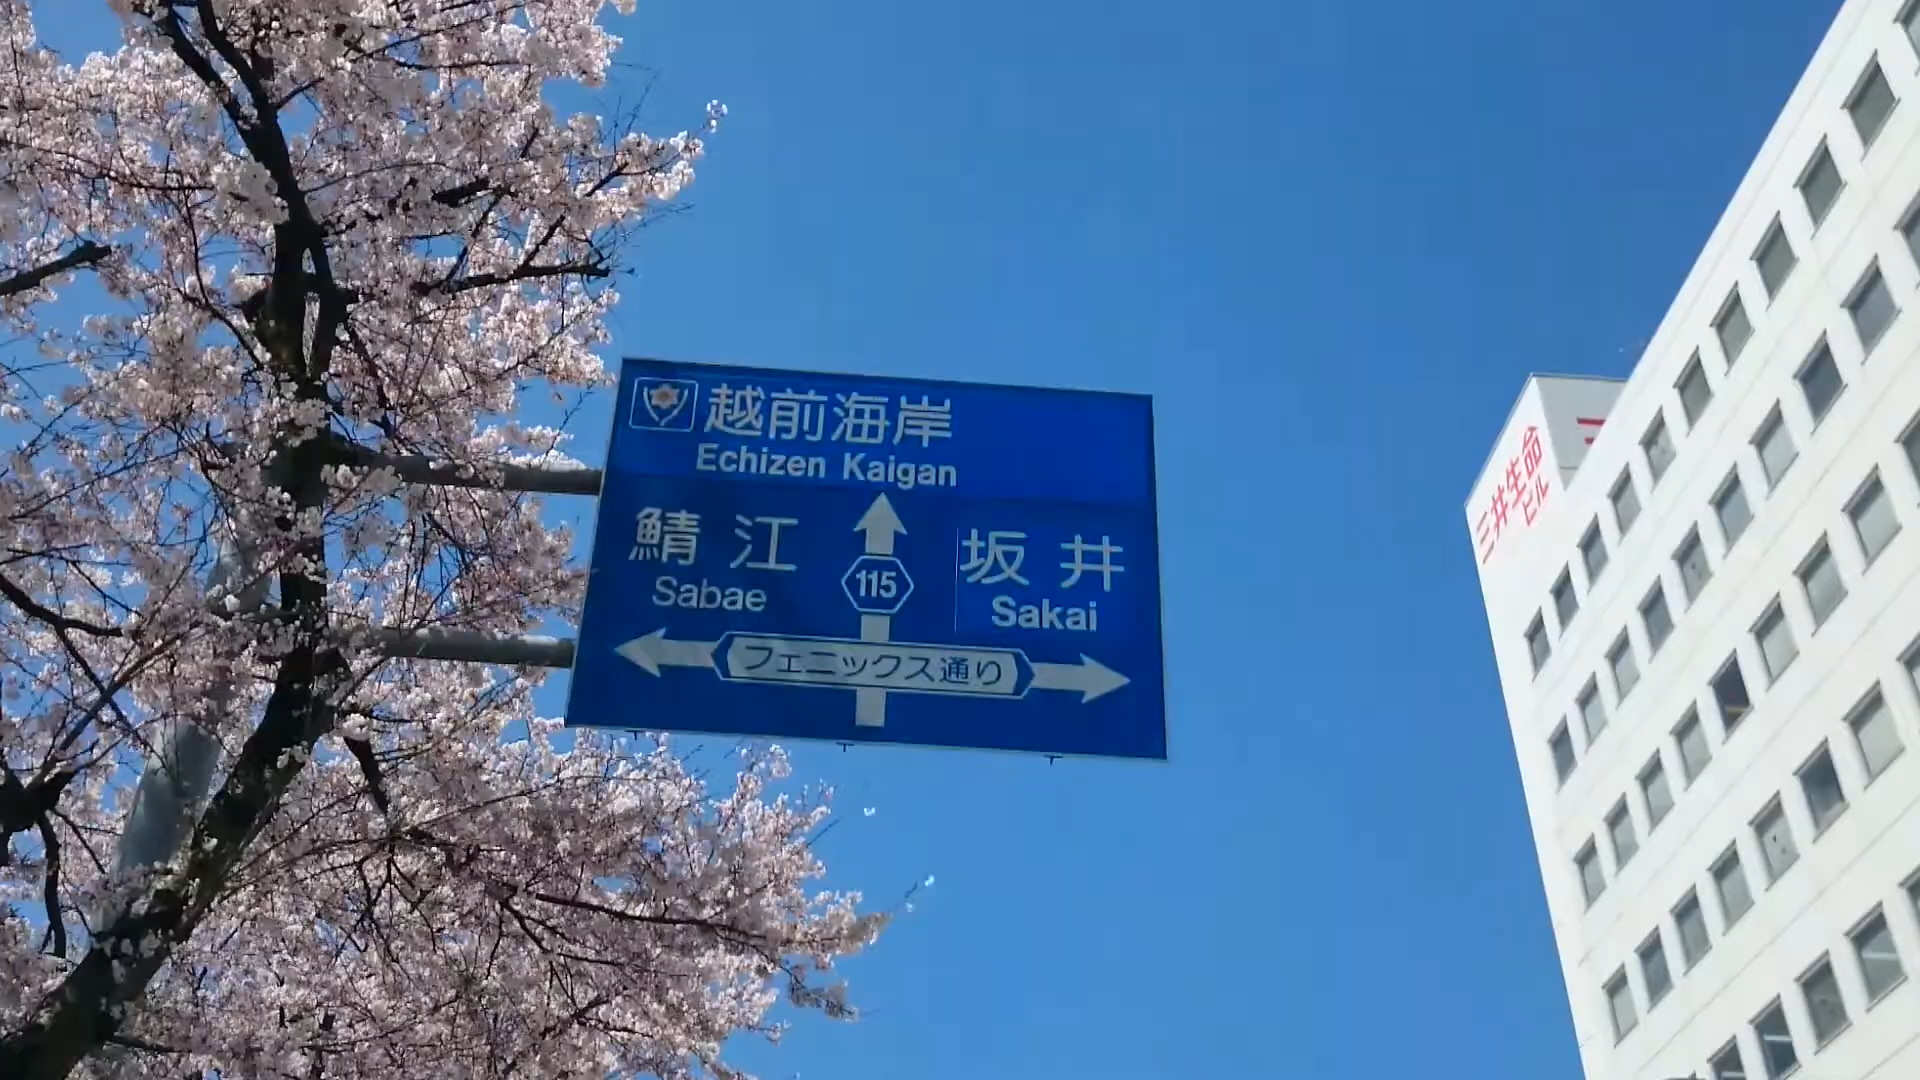 越前海岸
Echizen Kaigan
鯖江
Sabae
115
坂井
Sakai
フェニックス通り
三井生命
ビル
三